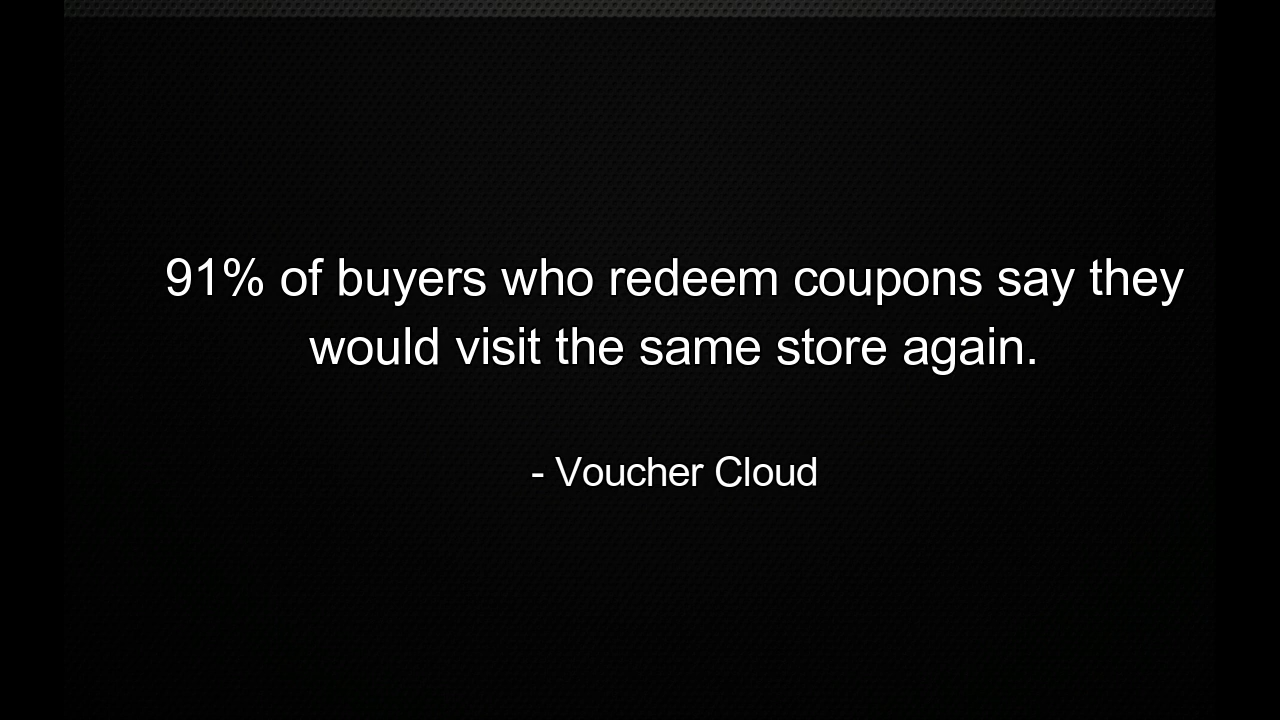 91% of buyers who redeem coupons say they
would visit the same store again.
- Voucher Cloud